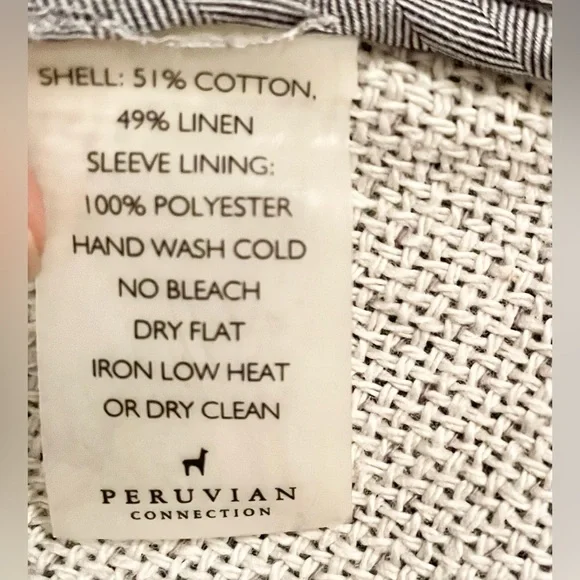 SHELL: 51% COTTON,
49% LINEN
SLEEVE LINING:
100% POLYESTER
HAND WASH COLD
NO BLEACH
DRY FLAT
IRON LOW HEAT
OR DRY CLEAN
PERUVIAN
CONNECTION